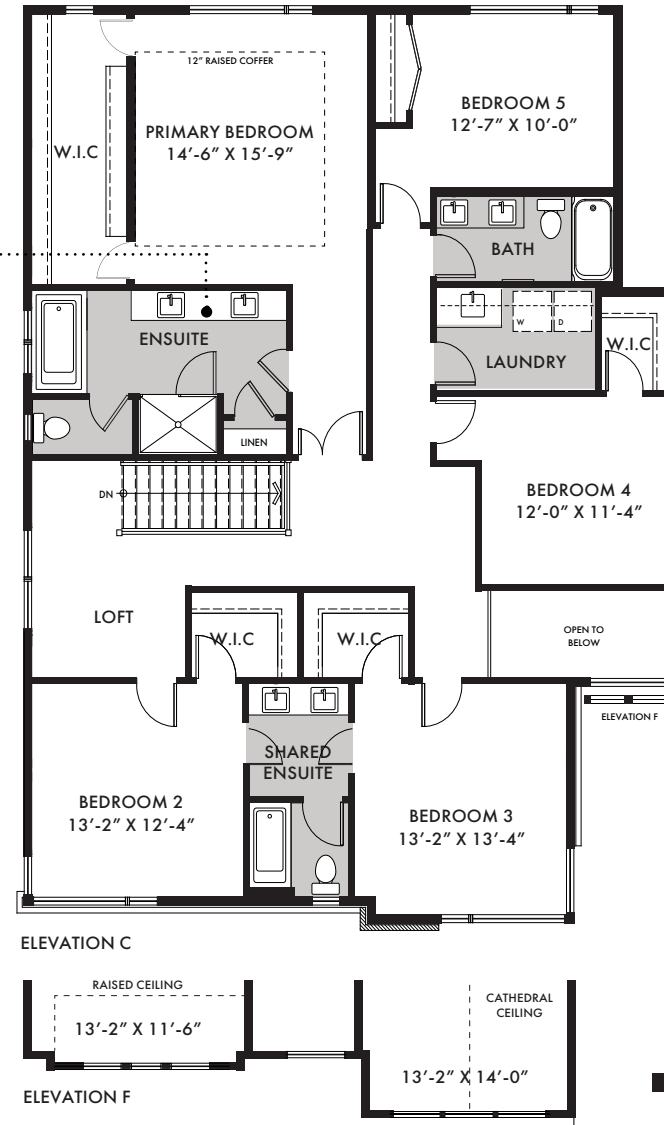 12" RAISED COFFER
PRIMARY BEDROOM
14'-6" X 15'-9"
W.I.C
BEDROOM 5
12'-7" X 10'-0"
BATH
ENSUITE
LINEN
W
D
LAUNDRY
W.I.C
DN
BEDROOM 4
12'-0" X 11'-4"
LOFT
W.I.C
W.I.C
OPEN TO
BELOW
ELEVATION F
SHARED
ENSUITE
BEDROOM 2
13'-2" X 12'-4"
BEDROOM 3
13'-2" X 13'-4"
ELEVATION C
RAISED CEILING
13'-2" X 11'-6"
CATHEDRAL
CEILING
13'-2" X 14'-0"
ELEVATION F